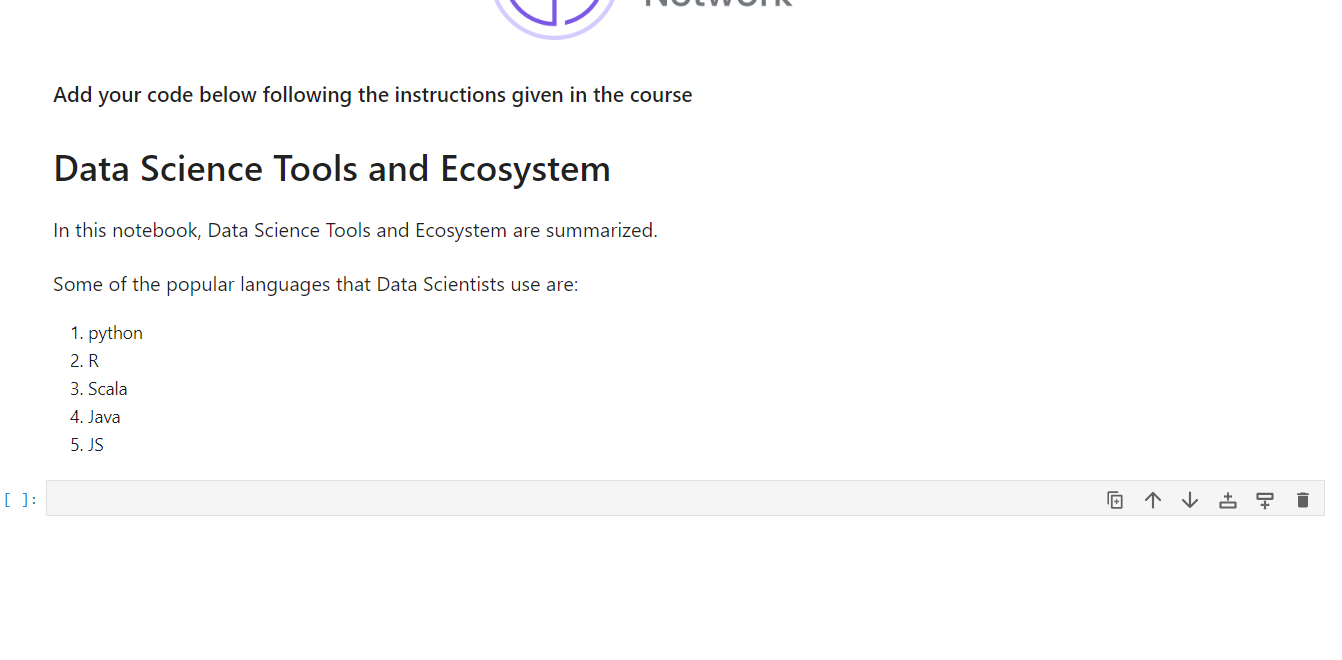 Network
Add your code below following the instructions given in the course
Data Science Tools and Ecosystem
In this notebook, Data Science Tools and Ecosystem are summarized.
Some of the popular languages that Data Scientists use are:
1. python
2. R
3. Scala
4. Java
5. JS
[ ]: